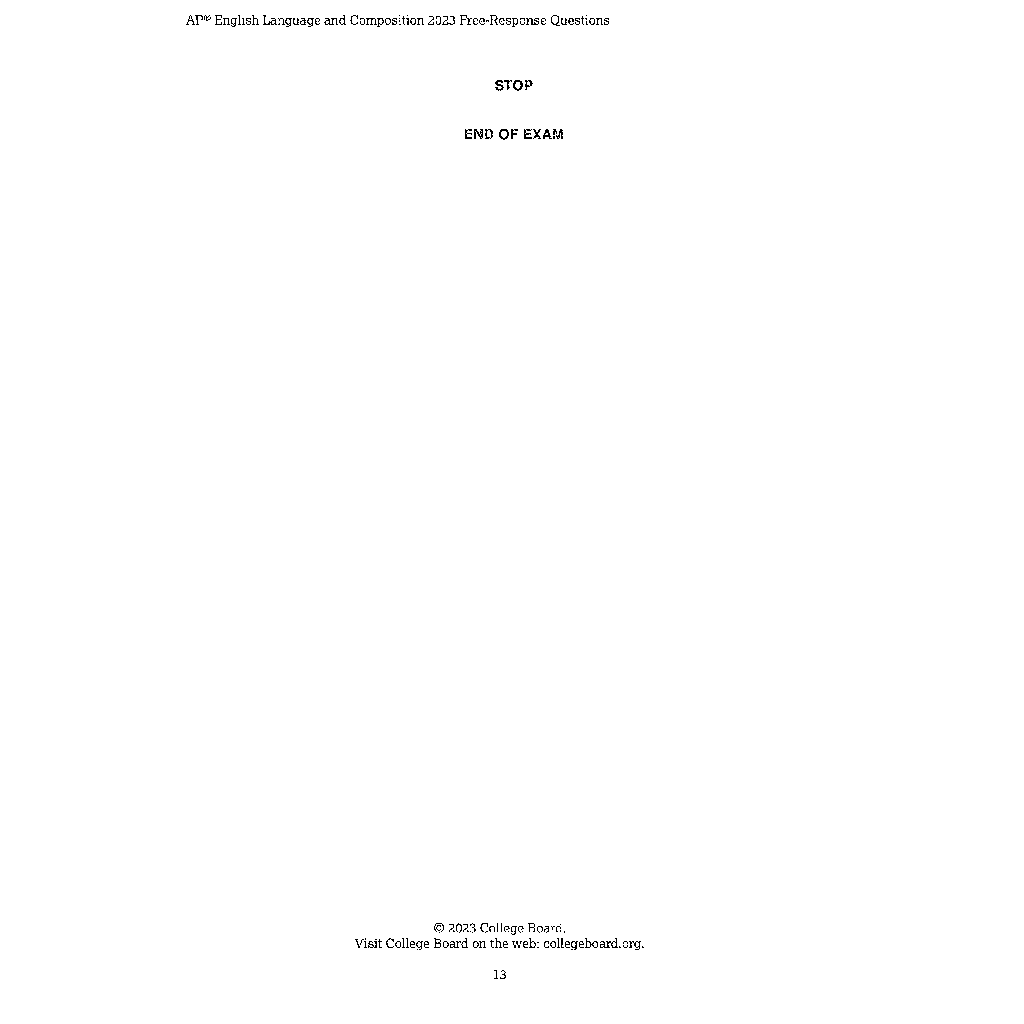 AP® English Language and Composition 2023 Free-Response Questions
STOP
END OF EXAM
© 2023 College Board.
Visit College Board on the web: collegeboard.org.
13